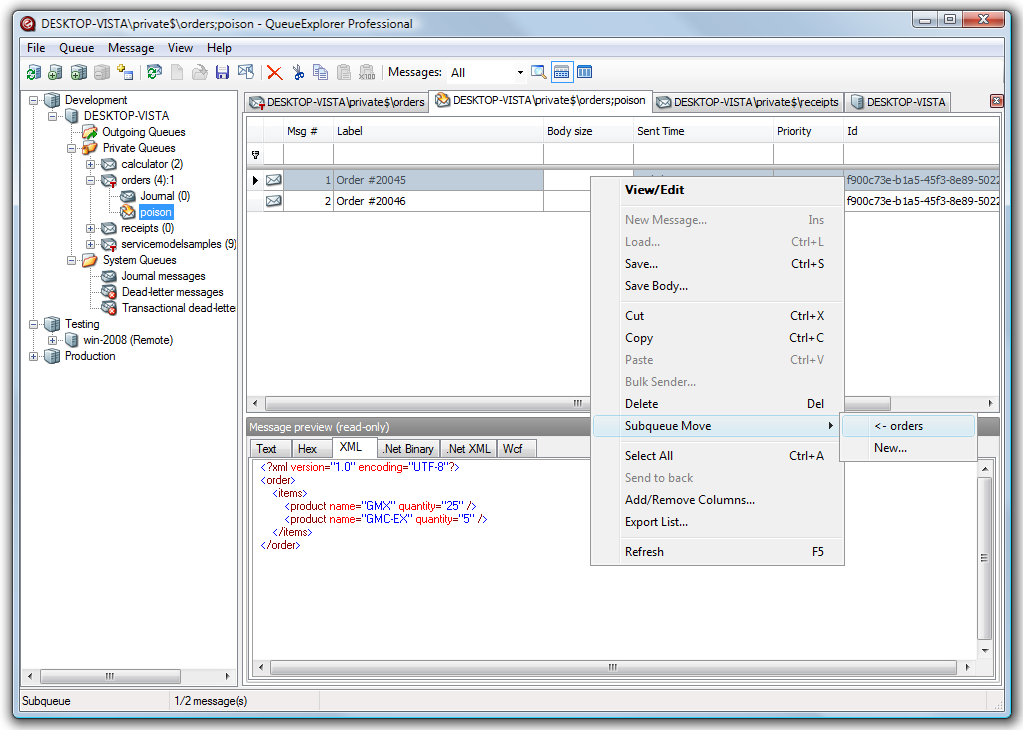 DESKTOP-VISTA\private$\orders;poison - QueueExplorer Professional
File Queue Message View Help
Messages: All
Development
DESKTOP-VISTA
Outgoing Queues
Private Queues
calculator (2)
orders (4):1
Journal (0)
poison
receipts (0)
servicemodelsamples (9)
System Queues
Journal messages
Dead-letter messages
Transactional dead-lette
Testing
win-2008 (Remote)
Production
DESKTOP-VISTA\private$\orders DESKTOP-VISTA\private$\orders;poison DESKTOP-VISTA\private$\receipts DESKTOP-VISTA
Msg # Label Body size Sent Time Priority Id
1 Order #20045 f900c73e-b1a5-45f3-8e89-5022
2 Order #20046 f900c73e-b1a5-45f3-8e89-5022
View/Edit
New Message... Ins
Load... Ctrl+L
Save... Ctrl+S
Save Body...
Cut Ctrl+X
Copy Ctrl+C
Paste Ctrl+V
Bulk Sender...
Delete Del
Subqueue Move
Select All Ctrl+A
Send to back
Add/Remove Columns...
Export List...
Refresh F5
<- orders
New...
Message preview (read-only)
Text Hex XML .Net Binary .Net XML Wcf
<?xml version="1.0" encoding="UTF-8"?>
<order>
<items>
<product name="GMX" quantity="25" />
<product name="GMC-EX" quantity="5" />
</items>
</order>
Subqueue 1/2 message(s)